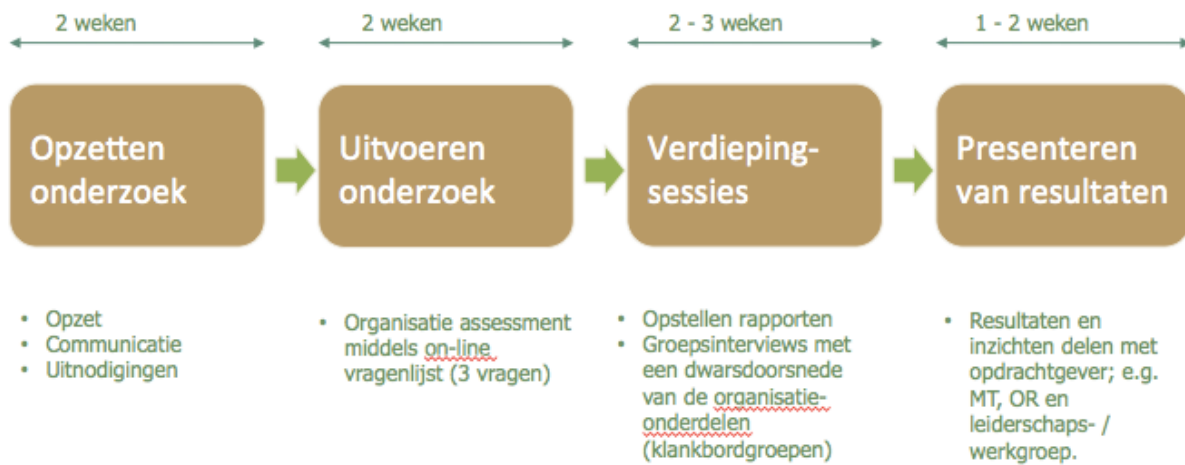 2 weken
2 weken
2 - 3 weken
1 - 2 weken
Opzetten
onderzoek
Uitvoeren
onderzoek
Verdieping-
sessies
Presenteren
van resultaten
• Opzet
• Communicatie
• Uitnodigingen
• Organisatie assessment
middels on-line
vragenlijst (3 vragen)
• Opstellen rapporten
• Groepsinterviews met
een dwarsdoorsnede
van de organisatie-
onderdelen
(klankbordgroepen)
• Resultaten en
inzichten delen met
opdrachtgever; e.g.
MT, OR en
leiderschaps- /
werkgroep.